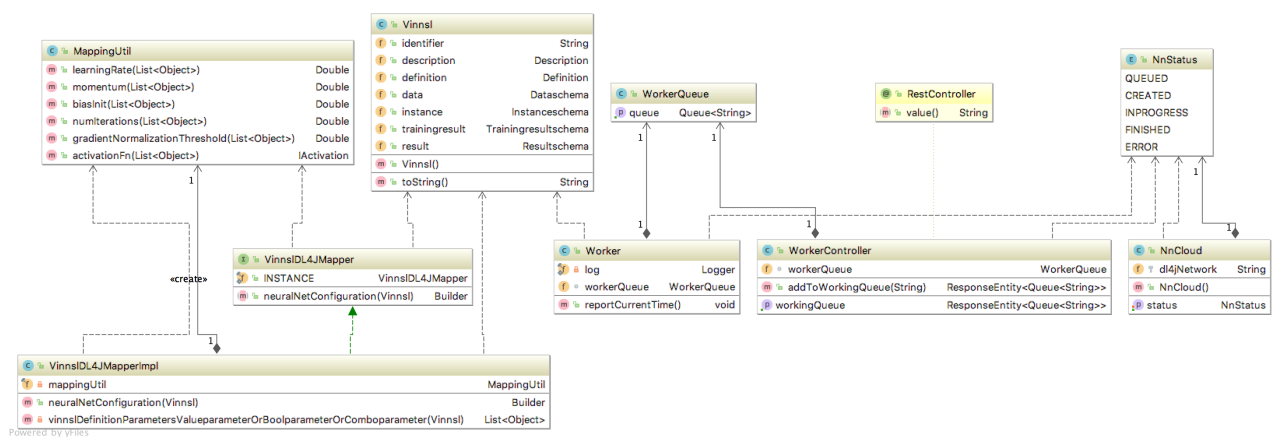 MappingUtil
learningRate(List<Object>) Double
momentum(List<Object>) Double
biasInit(List<Object>) Double
numIterations(List<Object>) Double
gradientNormalizationThreshold(List<Object>) Double
activationFn(List<Object>) IActivation
Vinnsl
identifier String
description Description
definition Definition
data Dataschema
instance Instanceschema
trainingresult Trainingresultschema
result Resultschema
Vinnsl()
toString() String
WorkerQueue
queue Queue<String>
RestController
value() String
NnStatus
QUEUED
CREATED
INPROGRESS
FINISHED
ERROR
1
1
1
1
«create»
VinnslDL4JMapper
INSTANCE VinnslDL4JMapper
neuralNetConfiguration(Vinnsl) Builder
1
1
1
1
Worker
log Logger
workerQueue WorkerQueue
reportCurrentTime() void
WorkerController
workerQueue WorkerQueue
addToWorkingQueue(String) ResponseEntity<Queue<String>>
workingQueue ResponseEntity<Queue<String>>
NnCloud
dl4jNetwork String
NnCloud()
status NnStatus
VinnslDL4JMapperImpl
mappingUtil MappingUtil
neuralNetConfiguration(Vinnsl) Builder
vinnslDefinitionParametersValueparameterOrBoolparameterOrComboparameter(Vinnsl) List<Object>
Powered by yFiles